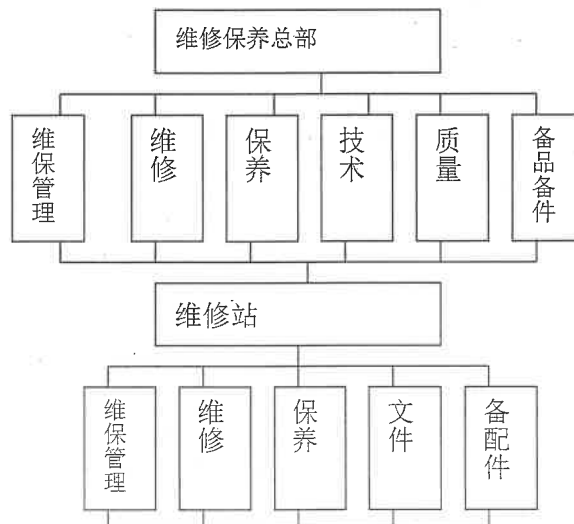 维修保养总部
维保管理
维修
保养
技术
质量
备品备件
维修站
维保管理
维修
保养
文件
备配件